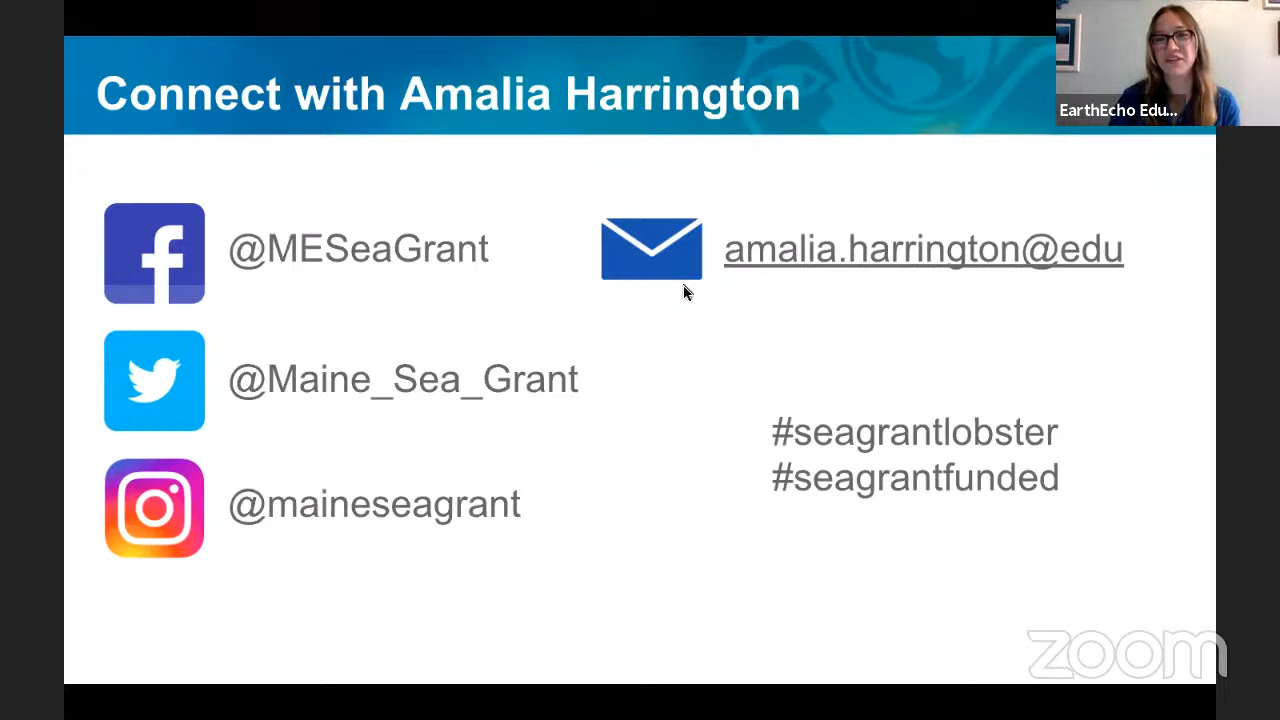 Connect with Amalia Harrington
EarthEcho Edu...
@MESeaGrant
amalia.harrington@edu
@Maine_Sea_Grant
#seagrantlobster
#seagrantfunded
@maineseagrant
zoom